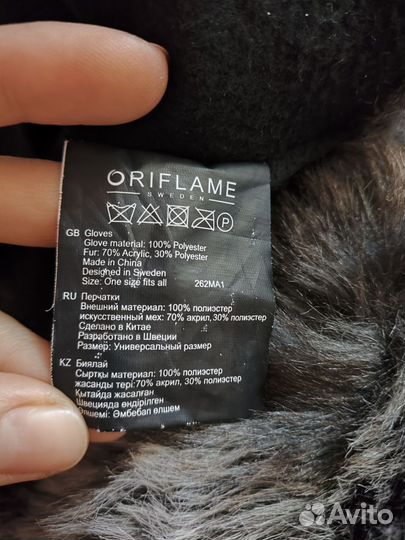 ORIFLAME
SWEDEN
P
GB Gloves
Glove material: 100% Polyester
Fur: 70% Acrylic, 30% Polyester
Made in China
Designed in Sweden
Size: One size fits all 262MA1
RU Перчатки
Внешний материал: 100% полиэстер
искусственный мех: 70% акрил, 30% полиэстер
Сделано в Китае
Разработано в Швеции
Размер: Универсальный размер
KZ Биялай
Сыртқы материал: 100% полиэстер
жасанды тері:70% акрил, 30% полиэстер
Қытайда жасалған
Швецияда өндірілген
Өлшемі: Әмбебап өлшем
Avito